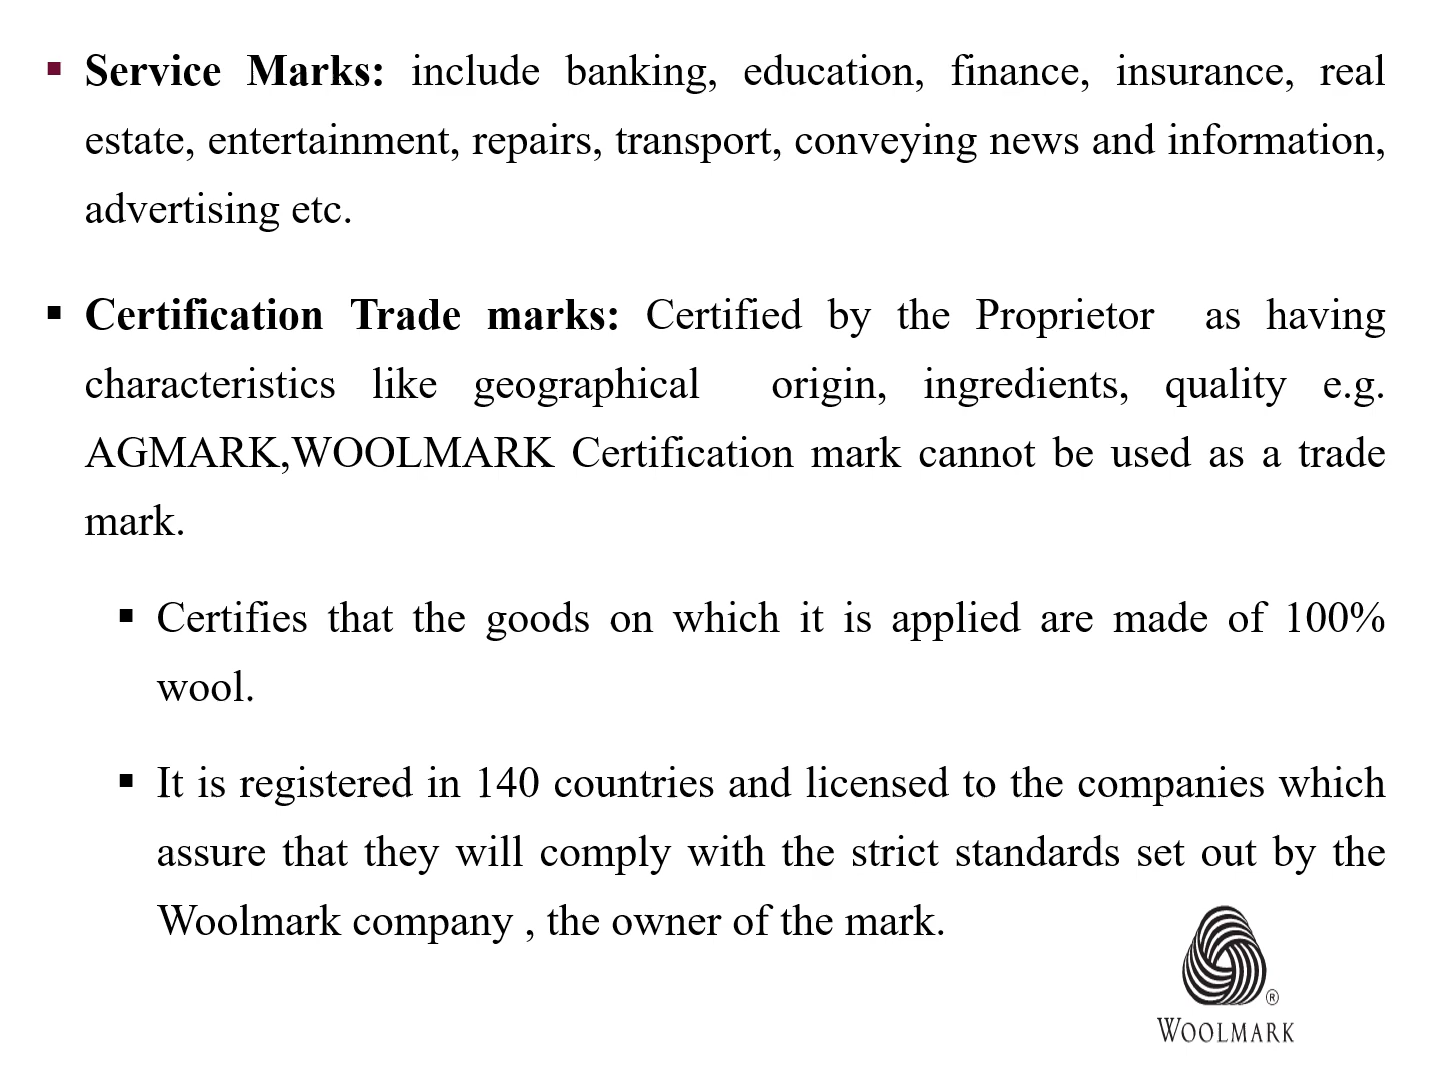 ▪ Service Marks: include banking, education, finance, insurance, real
estate, entertainment, repairs, transport, conveying news and information,
advertising etc.
▪ Certification Trade marks: Certified by the Proprietor as having
characteristics like geographical origin, ingredients, quality e.g.
AGMARK,WOOLMARK Certification mark cannot be used as a trade
mark.
▪ Certifies that the goods on which it is applied are made of 100%
wool.
▪ It is registered in 140 countries and licensed to the companies which
assure that they will comply with the strict standards set out by the
Woolmark company , the owner of the mark.
®
WOOLMARK